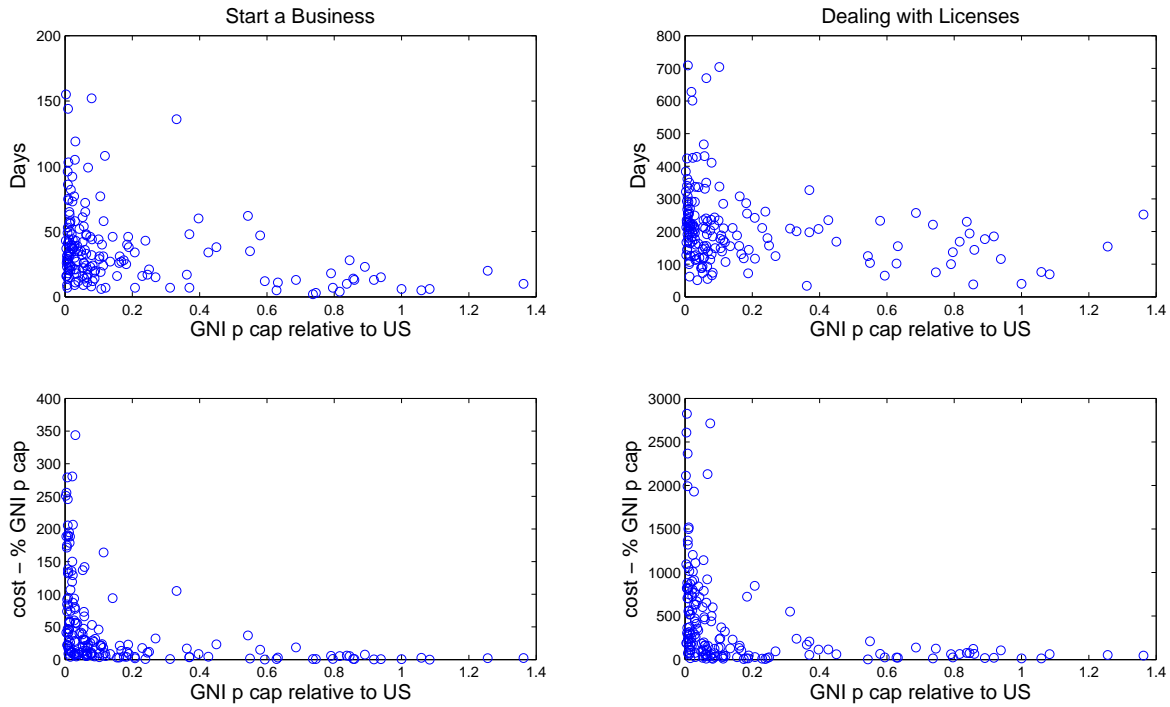 Start a Business
200
150
100
50
0
Days
0 0.2 0.4 0.6 0.8 1 1.2 1.4
GNI p cap relative to US
Dealing with Licenses
800
700
600
500
400
300
200
100
0
Days
0 0.2 0.4 0.6 0.8 1 1.2 1.4
GNI p cap relative to US
400
350
300
250
200
150
100
50
0
cost − % GNI p cap
0 0.2 0.4 0.6 0.8 1 1.2 1.4
GNI p cap relative to US
3000
2500
2000
1500
1000
500
0
cost − % GNI p cap
0 0.2 0.4 0.6 0.8 1 1.2 1.4
GNI p cap relative to US